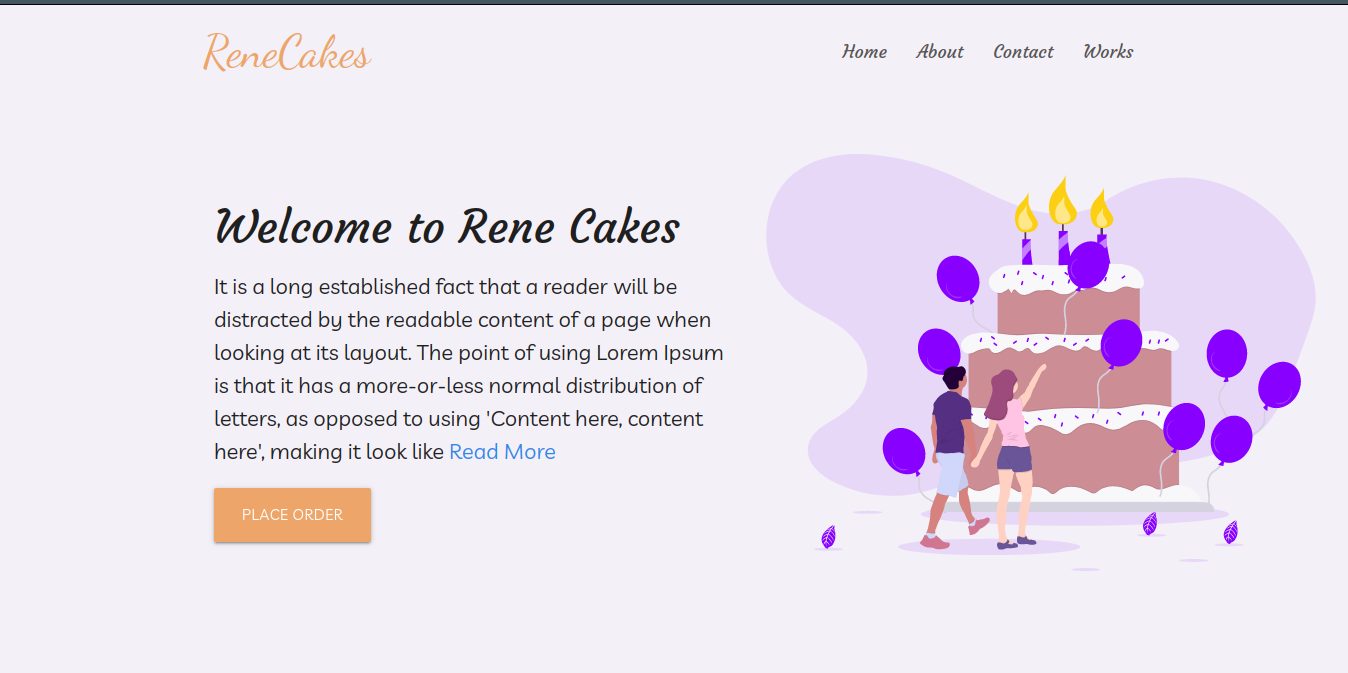 ReneCakes
Home About Contact Works
Welcome to Rene Cakes
It is a long established fact that a reader will be
distracted by the readable content of a page when
looking at its layout. The point of using Lorem Ipsum
is that it has a more-or-less normal distribution of
letters, as opposed to using 'Content here, content
here', making it look like Read More
PLACE ORDER